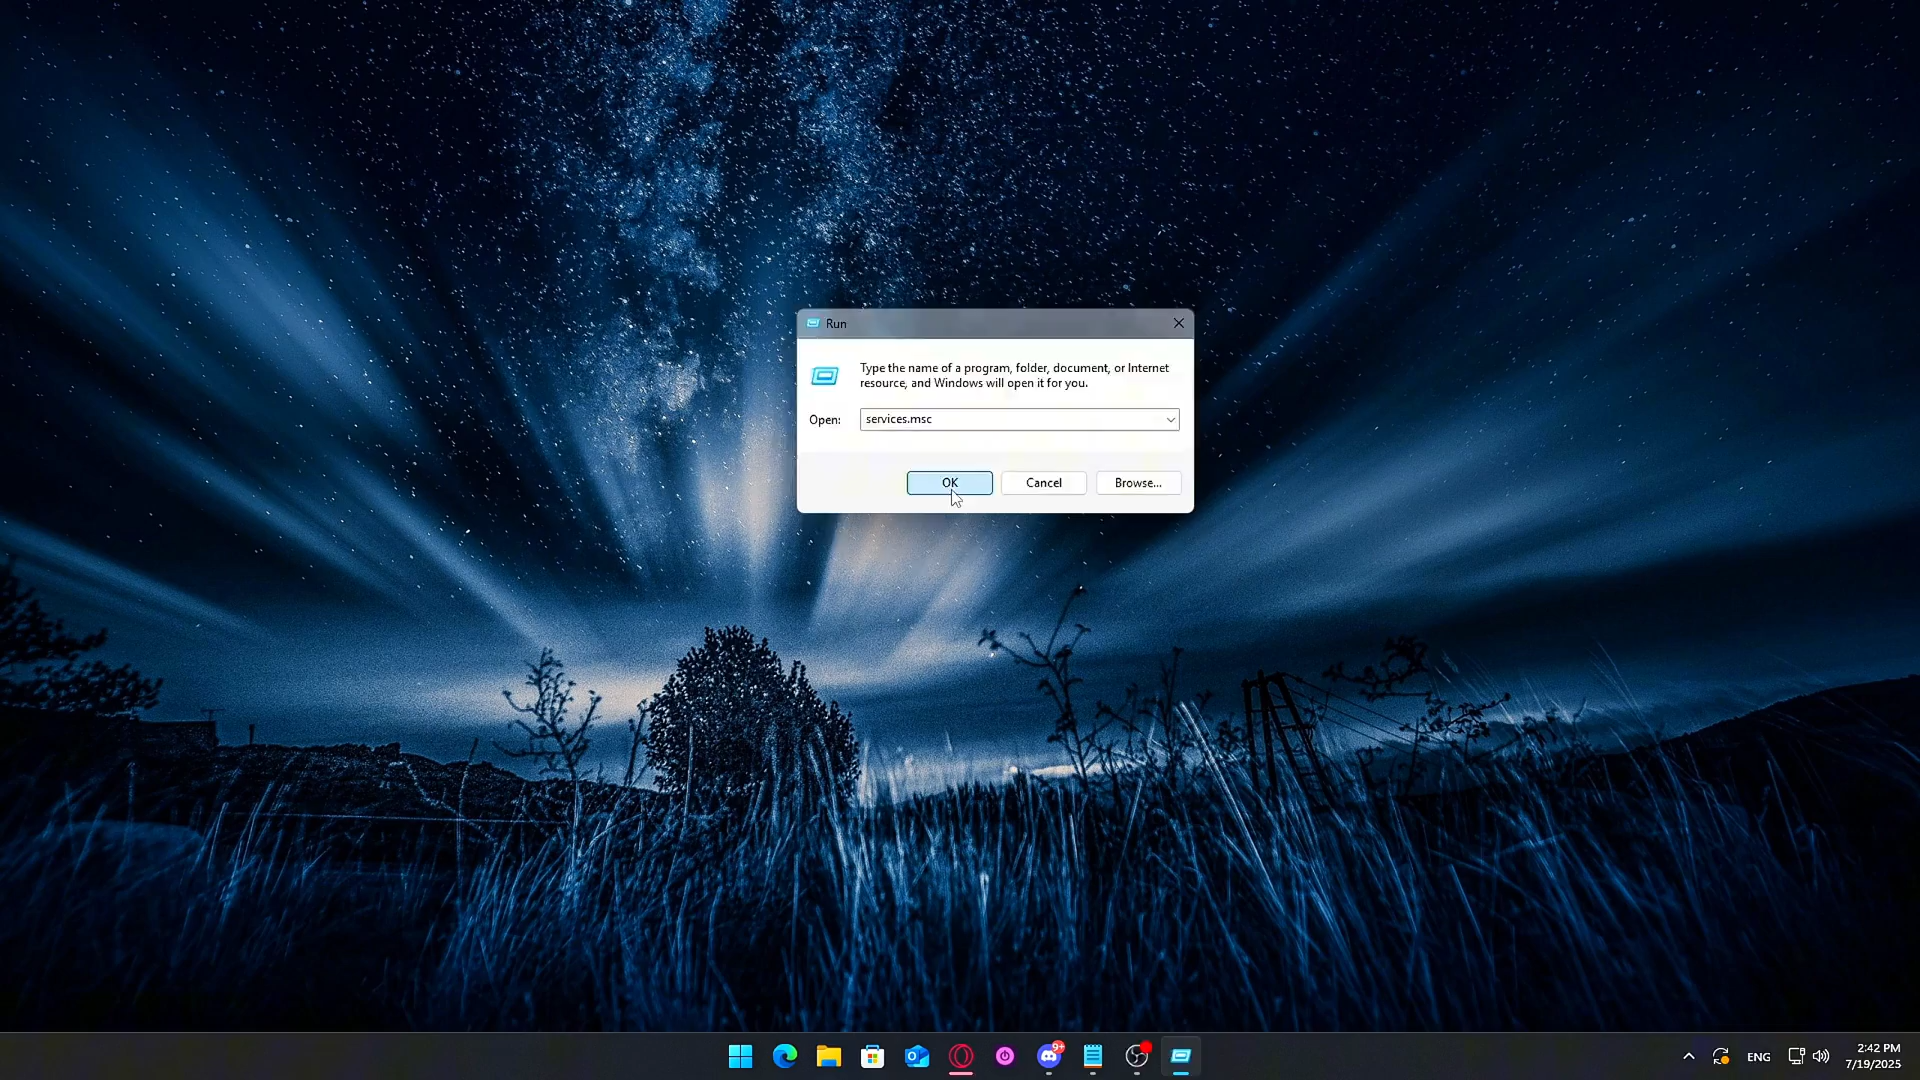 Run
Type the name of a program, folder, document, or Internet
resource, and Windows will open it for you.
Open:
services.msc
OK
Cancel
Browse...
9+
ENG
2:42 PM
7/19/2025